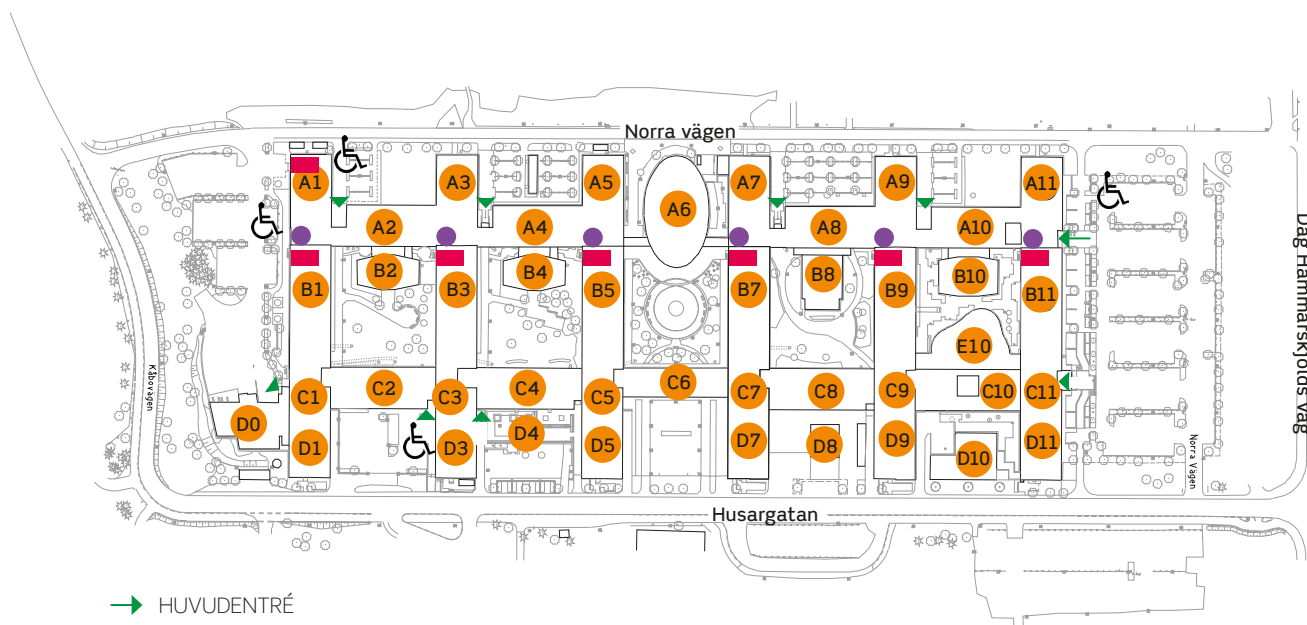 Norra vägen
A1
A3
A5
A7
A9
A11
A2
A4
A6
A8
A10
B2
B4
B8
B10
B1
B3
B5
B7
B9
B11
E10
Dag Hammarskjölds väg
Kåbovägen
C1
C2
C3
C4
C5
C6
C7
C8
C9
C10
C11
D0
D1
D3
D4
D5
D7
D8
D9
D10
D11
Norra Vägen
Husargatan
HUVUDENTRÉ